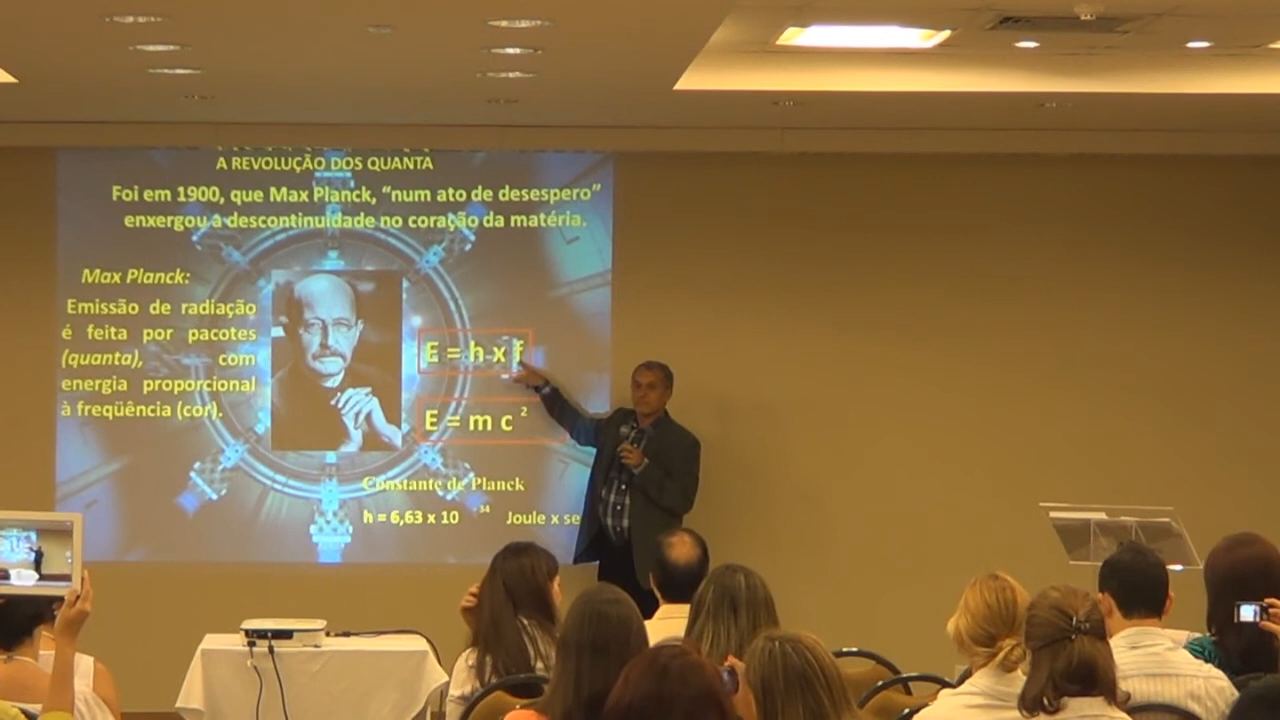 A REVOLUÇÃO DOS QUANTA
Foi em 1900, que Max Planck, “num ato de desespero”
enxergou a descontinuidade no coração da matéria.
Max Planck:
Emissão de radiação
é feita por pacotes
(quanta), com
energia proporcional
à freqüência (cor).
E = h x f
E = m c ²
Constante de Planck
h = 6,63 x 10 -34 Joule x se